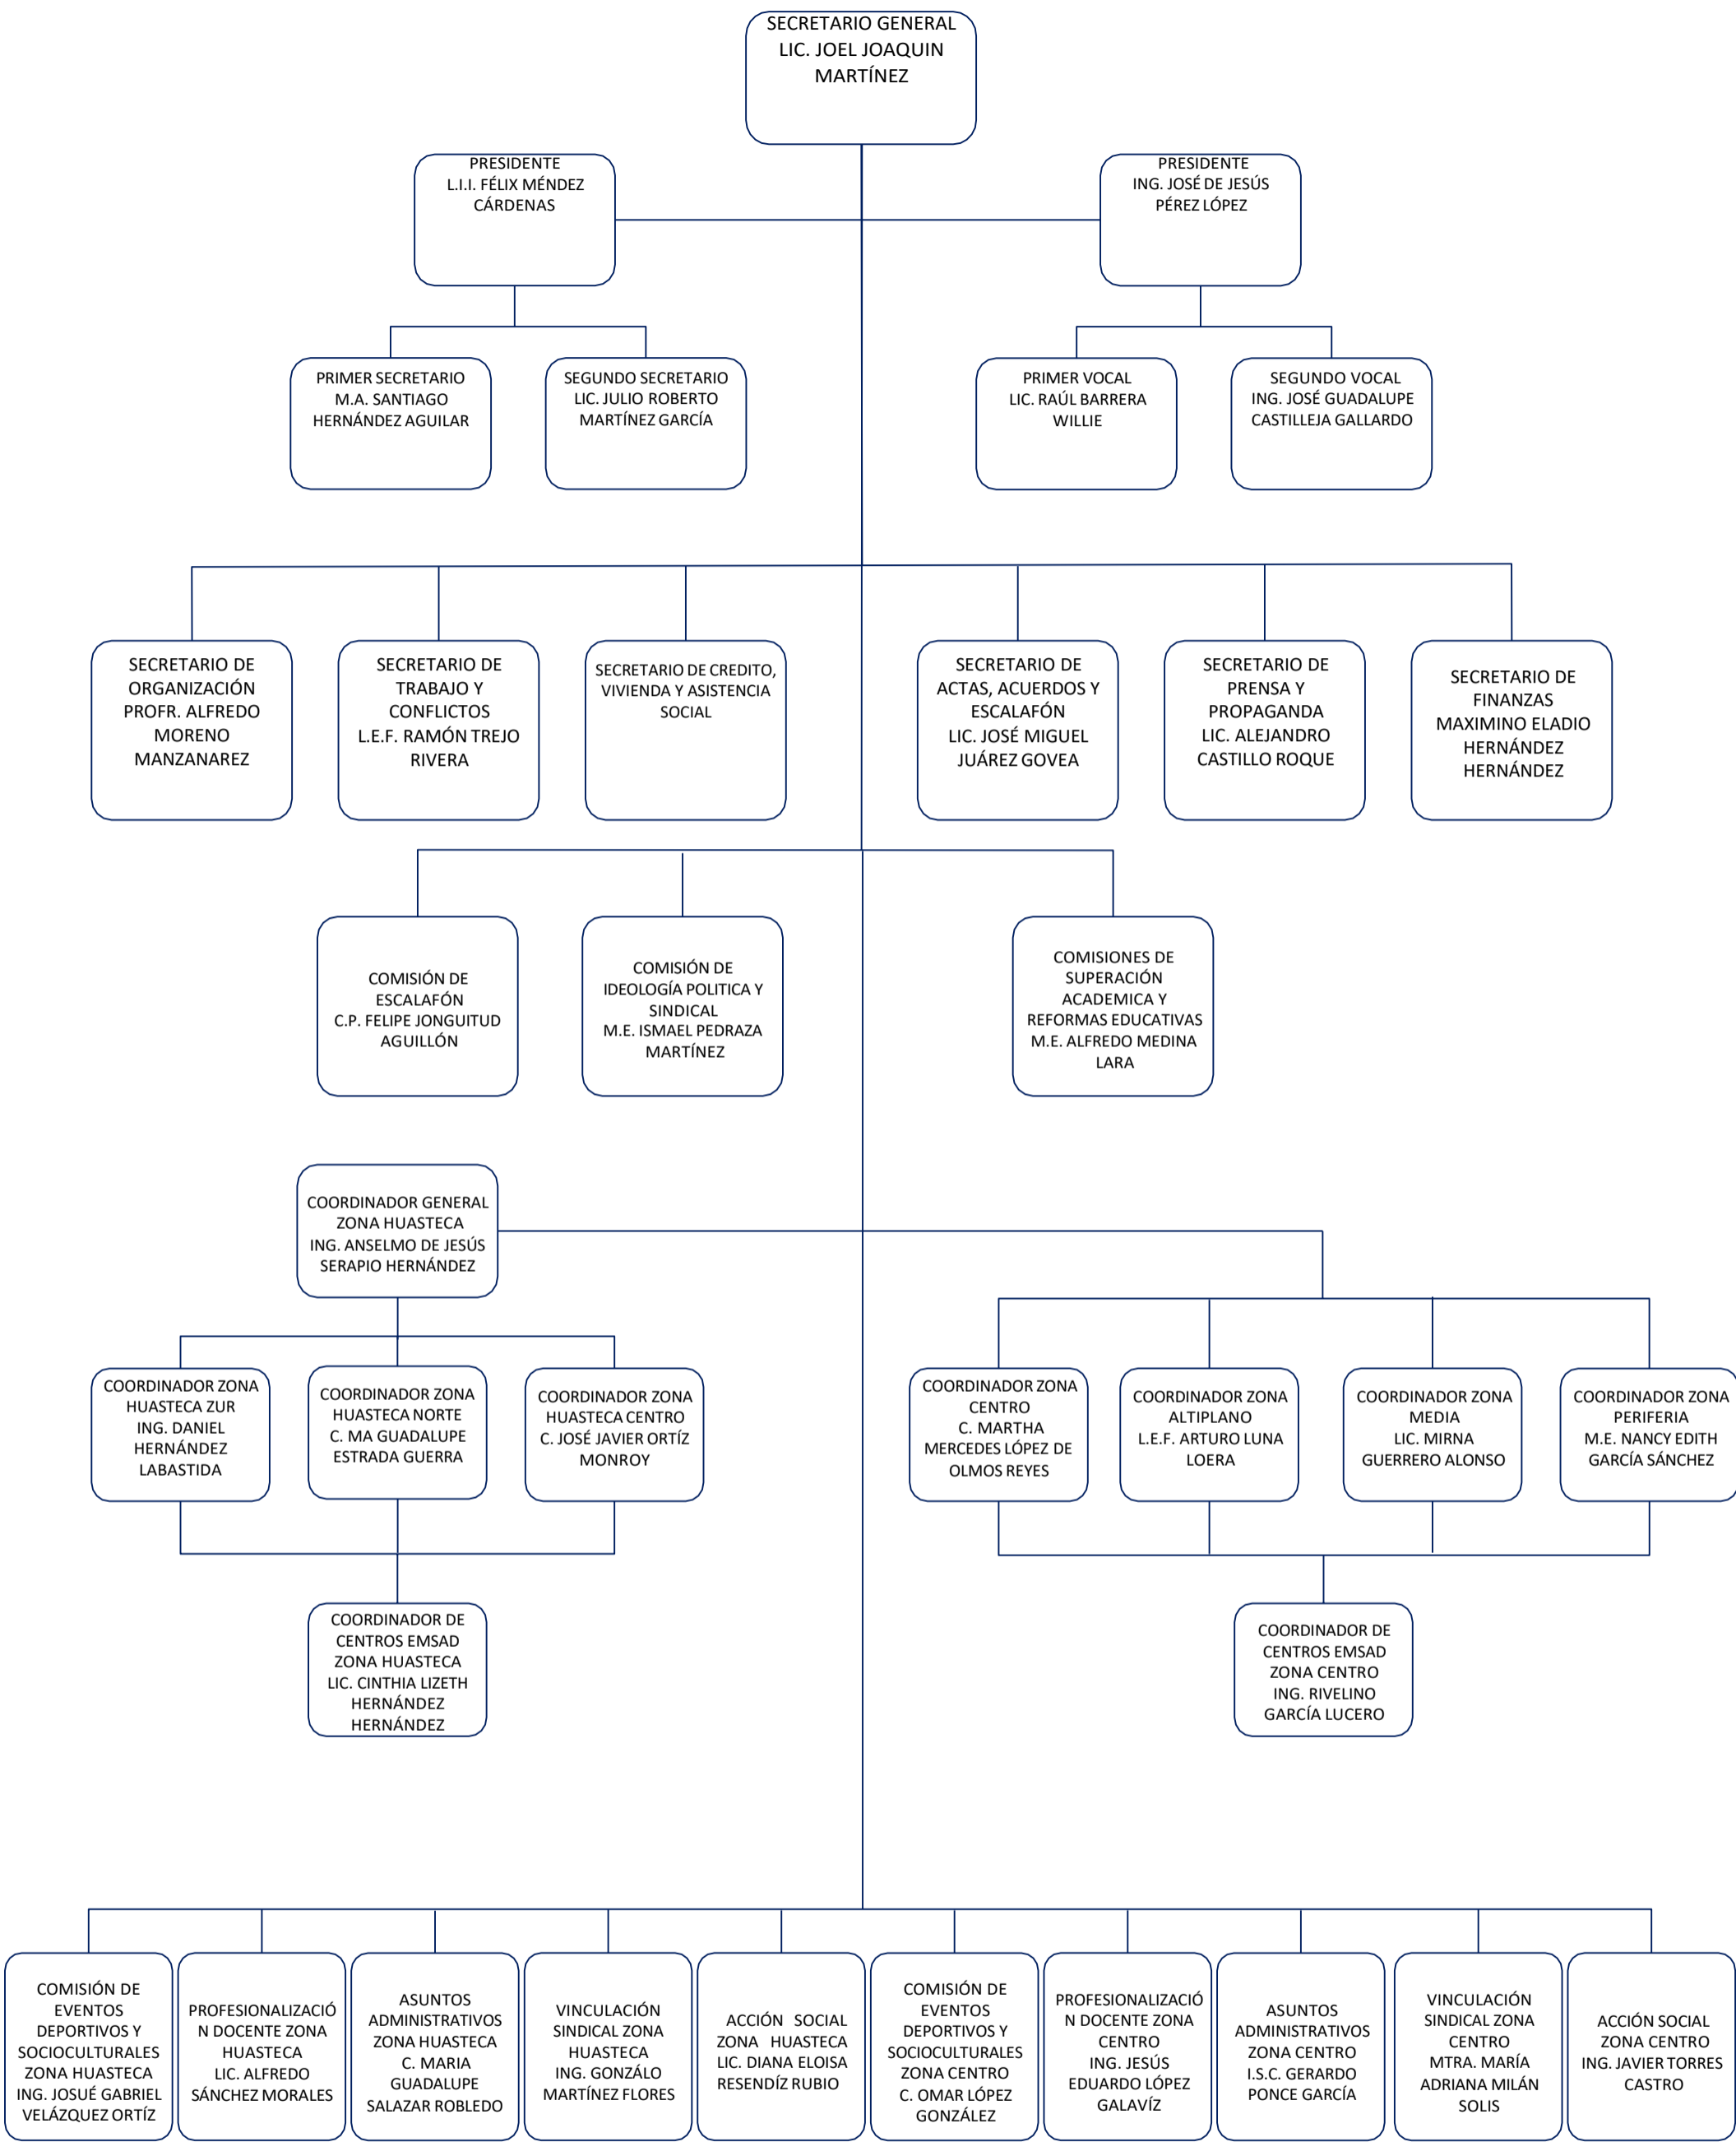 SECRETARIO GENERAL
LIC. JOEL JOAQUIN
MARTÍNEZ
PRESIDENTE
L.I.I. FÉLIX MÉNDEZ
CÁRDENAS
PRESIDENTE
ING. JOSÉ DE JESÚS
PÉREZ LÓPEZ
PRIMER SECRETARIO
M.A. SANTIAGO
HERNÁNDEZ AGUILAR
SEGUNDO SECRETARIO
LIC. JULIO ROBERTO
MARTÍNEZ GARCÍA
PRIMER VOCAL
LIC. RAÚL BARRERA
WILLIE
SEGUNDO VOCAL
ING. JOSÉ GUADALUPE
CASTILLEJA GALLARDO
SECRETARIO DE
ORGANIZACIÓN
PROFR. ALFREDO
MORENO
MANZANAREZ
SECRETARIO DE
TRABAJO Y
CONFLICTOS
L.E.F. RAMÓN TREJO
RIVERA
SECRETARIO DE CREDITO,
VIVIENDA Y ASISTENCIA
SOCIAL
SECRETARIO DE
ACTAS, ACUERDOS Y
ESCALAFÓN
LIC. JOSÉ MIGUEL
JUÁREZ GOVEA
SECRETARIO DE
PRENSA Y
PROPAGANDA
LIC. ALEJANDRO
CASTILLO ROQUE
SECRETARIO DE
FINANZAS
MAXIMINO ELADIO
HERNÁNDEZ
HERNÁNDEZ
COMISIÓN DE
ESCALAFÓN
C.P. FELIPE JONGUITUD
AGUILLÓN
COMISIÓN DE
IDEOLOGÍA POLITICA Y
SINDICAL
M.E. ISMAEL PEDRAZA
MARTÍNEZ
COMISIONES DE
SUPERACIÓN
ACADEMICA Y
REFORMAS EDUCATIVAS
M.E. ALFREDO MEDINA
LARA
COORDINADOR GENERAL
ZONA HUASTECA
ING. ANSELMO DE JESÚS
SERAPIO HERNÁNDEZ
COORDINADOR ZONA
HUASTECA ZUR
ING. DANIEL
HERNÁNDEZ
LABASTIDA
COORDINADOR ZONA
HUASTECA NORTE
C. MA GUADALUPE
ESTRADA GUERRA
COORDINADOR ZONA
HUASTECA CENTRO
C. JOSÉ JAVIER ORTÍZ
MONROY
COORDINADOR ZONA
CENTRO
C. MARTHA
MERCEDES LÓPEZ DE
OLMOS REYES
COORDINADOR ZONA
ALTIPLANO
L.E.F. ARTURO LUNA
LOERA
COORDINADOR ZONA
MEDIA
LIC. MIRNA
GUERRERO ALONSO
COORDINADOR ZONA
PERIFERIA
M.E. NANCY EDITH
GARCÍA SÁNCHEZ
COORDINADOR DE
CENTROS EMSAD
ZONA HUASTECA
LIC. CINTHIA LIZETH
HERNÁNDEZ
HERNÁNDEZ
COORDINADOR DE
CENTROS EMSAD
ZONA CENTRO
ING. RIVELINO
GARCÍA LUCERO
COMISIÓN DE
EVENTOS
DEPORTIVOS Y
SOCIOCULTURALES
ZONA HUASTECA
ING. JOSUÉ GABRIEL
VELÁZQUEZ ORTÍZ
PROFESIONALIZACIÓ
N DOCENTE ZONA
HUASTECA
LIC. ALFREDO
SÁNCHEZ MORALES
ASUNTOS
ADMINISTRATIVOS
ZONA HUASTECA
C. MARIA
GUADALUPE
SALAZAR ROBLEDO
VINCULACIÓN
SINDICAL ZONA
HUASTECA
ING. GONZÁLO
MARTÍNEZ FLORES
ACCIÓN SOCIAL
ZONA HUASTECA
LIC. DIANA ELOISA
RESENDÍZ RUBIO
COMISIÓN DE
EVENTOS
DEPORTIVOS Y
SOCIOCULTURALES
ZONA CENTRO
C. OMAR LÓPEZ
GONZÁLEZ
PROFESIONALIZACIÓ
N DOCENTE ZONA
CENTRO
ING. JESÚS
EDUARDO LÓPEZ
GALAVÍZ
ASUNTOS
ADMINISTRATIVOS
ZONA CENTRO
I.S.C. GERARDO
PONCE GARCÍA
VINCULACIÓN
SINDICAL ZONA
CENTRO
MTRA. MARÍA
ADRIANA MILÁN
SOLIS
ACCIÓN SOCIAL
ZONA CENTRO
ING. JAVIER TORRES
CASTRO